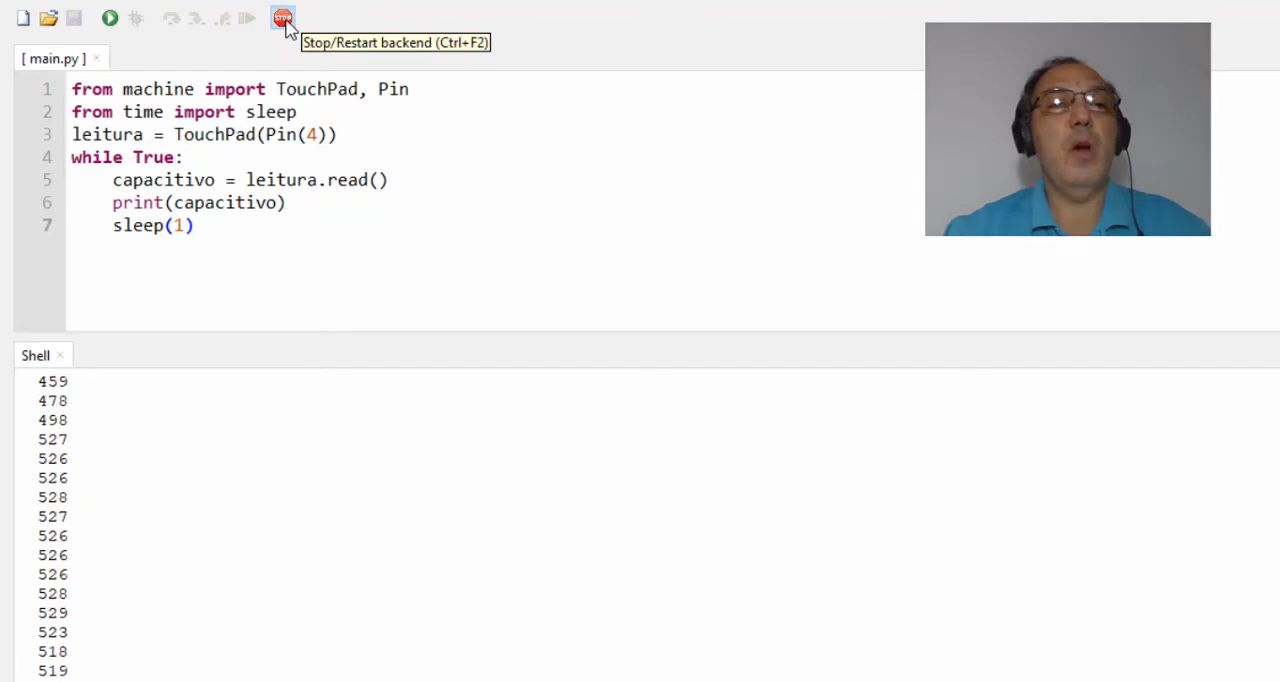 STOP
Stop/Restart backend (Ctrl+F2)
[ main.py ] ×
1 from machine import TouchPad, Pin
2 from time import sleep
3 leitura = TouchPad(Pin(4))
4 while True:
5     capacitivo = leitura.read()
6     print(capacitivo)
7     sleep(1)
Shell ×
459
478
498
527
526
526
528
527
526
526
526
528
529
523
518
519